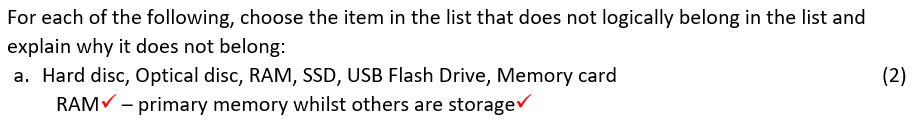 For each of the following, choose the item in the list that does not logically belong in the list and
explain why it does not belong:
a. Hard disc, Optical disc, RAM, SSD, USB Flash Drive, Memory card (2)
RAM✓ – primary memory whilst others are storage✓